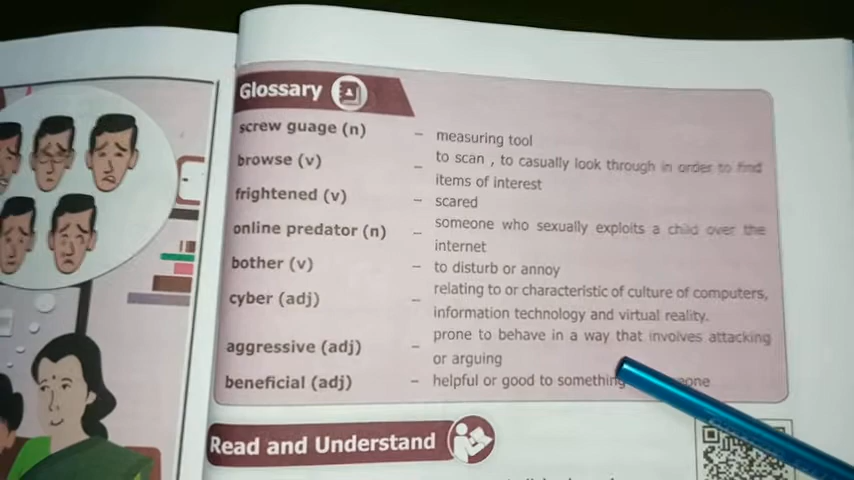 Glossary
screw guage (n) – measuring tool
browse (v) – to scan , to casually look through in order to find
items of interest
frightened (v) – scared
online predator (n) – someone who sexually exploits a child over the
internet
bother (v) – to disturb or annoy
cyber (adj) – relating to or characteristic of culture of computers,
information technology and virtual reality.
aggressive (adj) – prone to behave in a way that involves attacking
or arguing
beneficial (adj) – helpful or good to something
Read and Understand